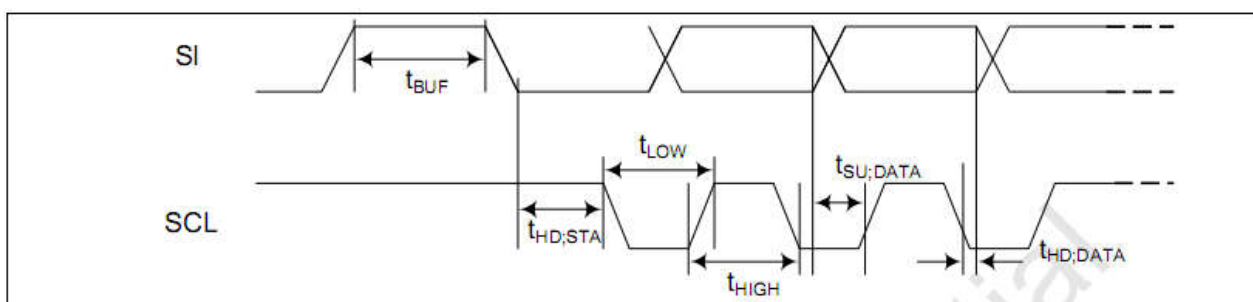 SI
tBUF
tLOW
tSU;DATA
SCL
tHD;STA
tHD;DATA
tHIGH